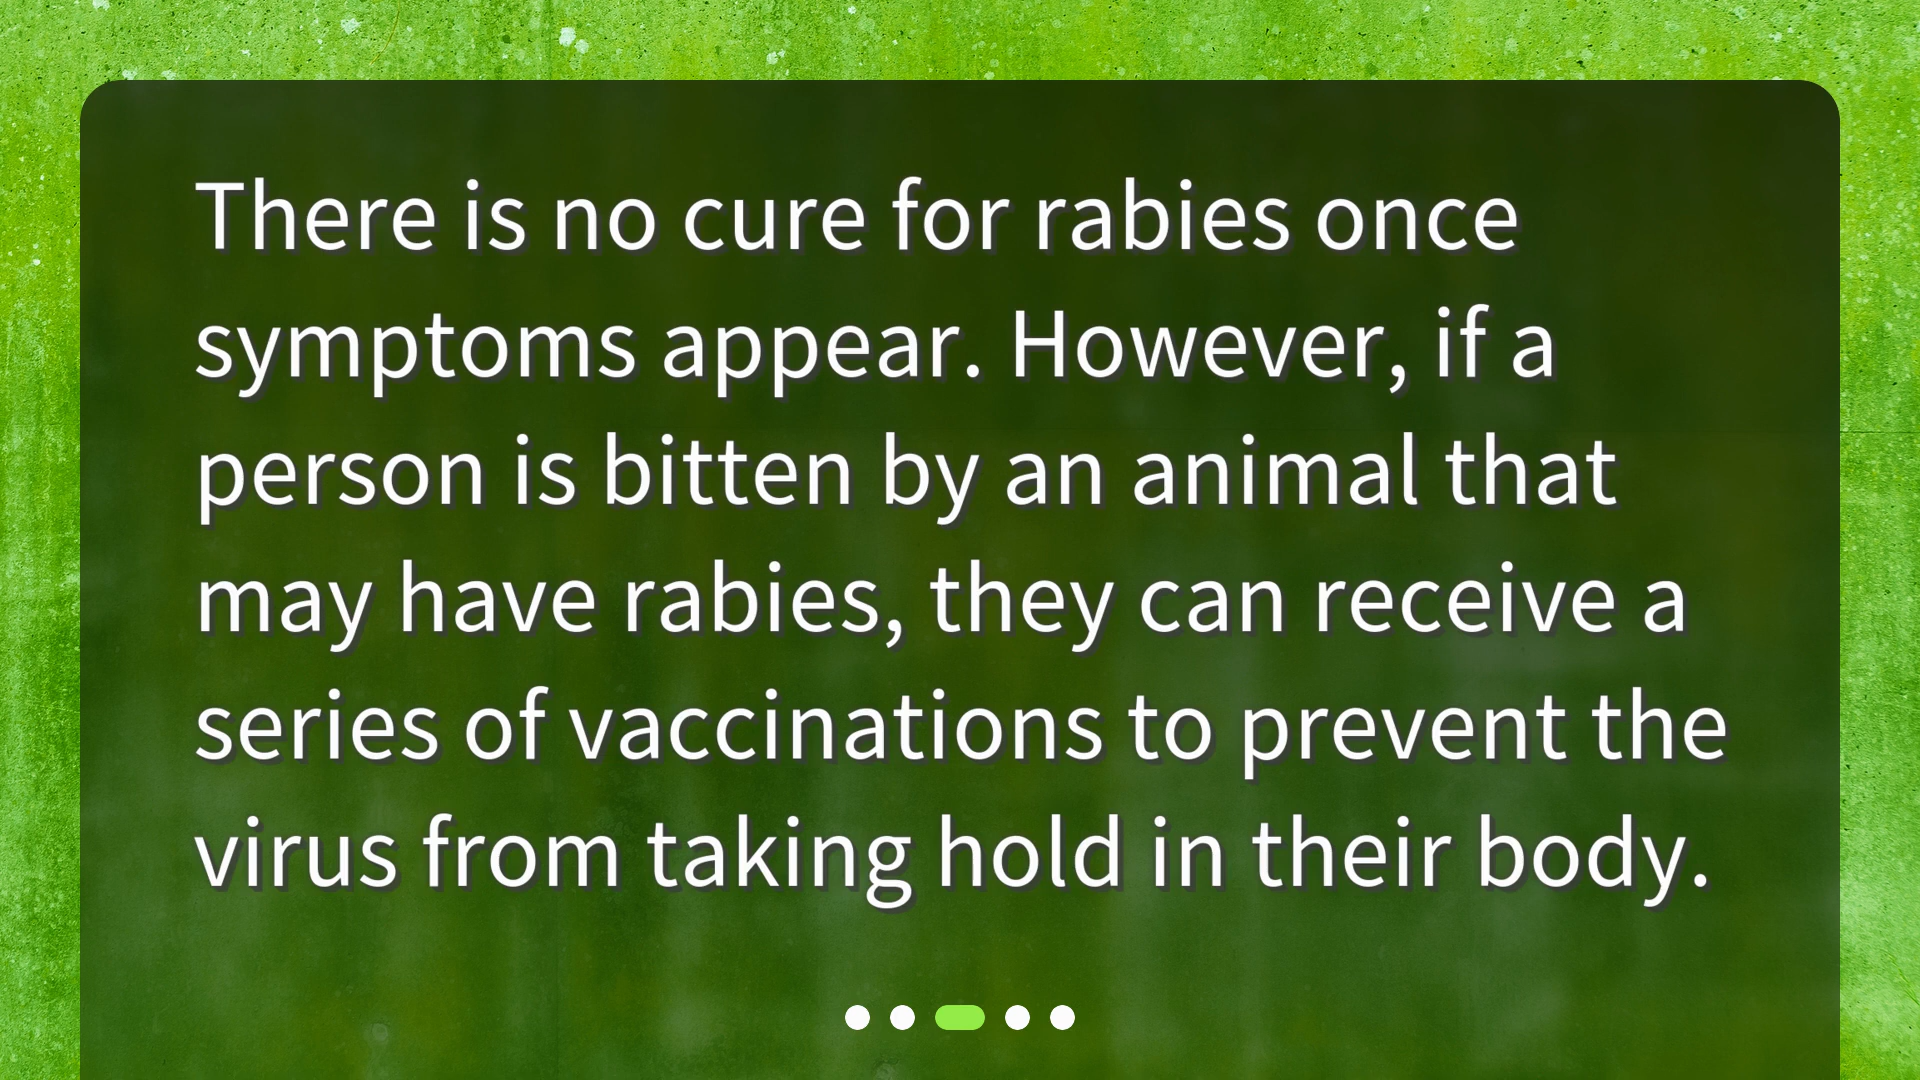 There is no cure for rabies once
symptoms appear. However, if a
person is bitten by an animal that
may have rabies, they can receive a
series of vaccinations to prevent the
virus from taking hold in their body.